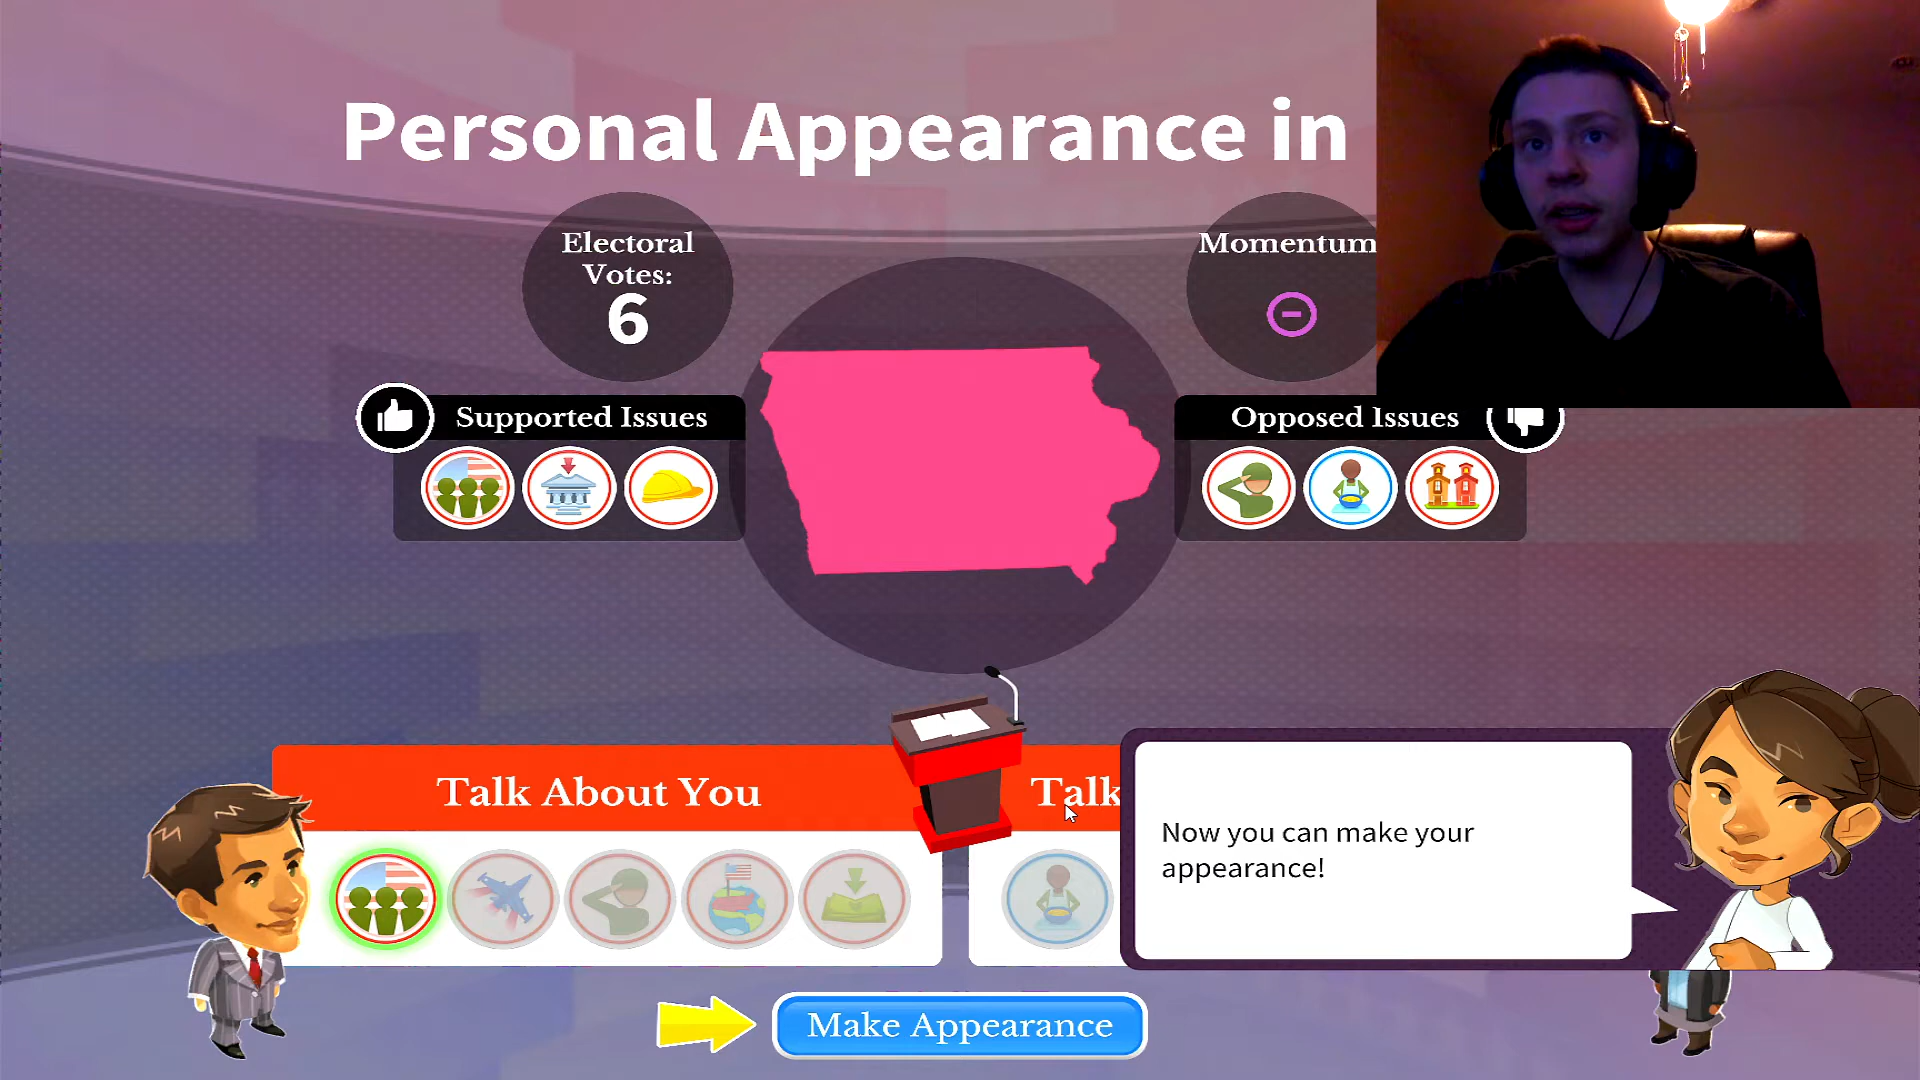 Personal Appearance in
Electoral
Votes:
6
Momentum
Supported Issues
Opposed Issues
Talk About You
Talk
Now you can make your
appearance!
Make Appearance